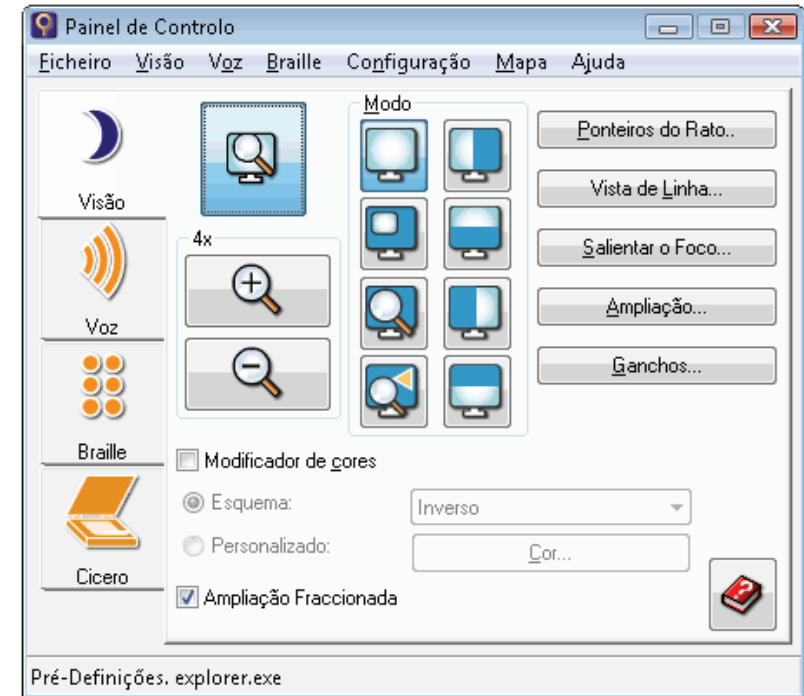 Painel de Controlo
Ficheiro Visão Voz Braille Configuração Mapa Ajuda
Visão
Voz
Braille
Cicero
4x
Modo
Ponteiros do Rato..
Vista de Linha...
Salientar o Foco...
Ampliação...
Ganchos...
Modificador de cores
Esquema:
Inverso
Personalizado:
Cor...
Ampliação Fraccionada
?
Pré-Definições. explorer.exe